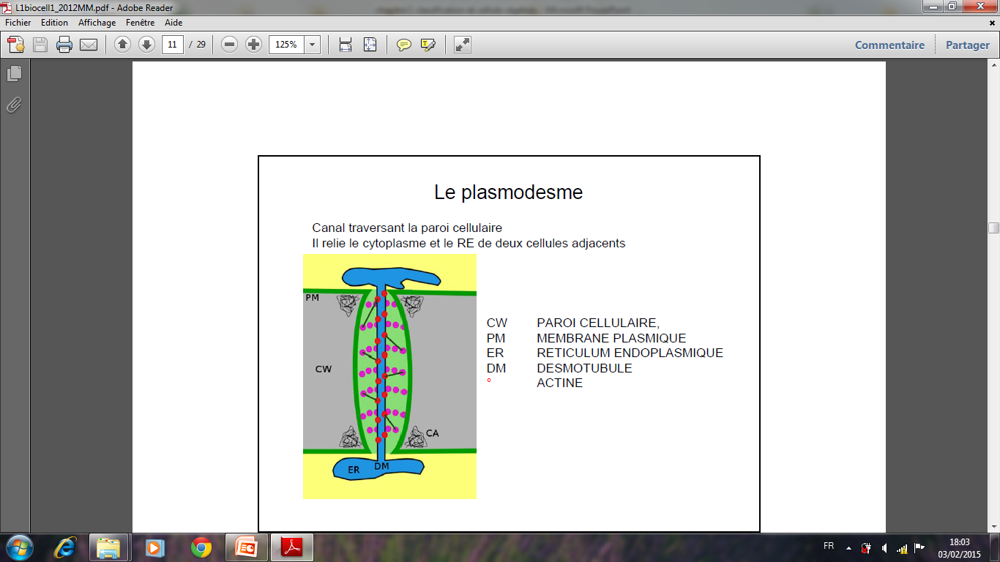 L1biocell1_2012MM.pdf - Adobe Reader
Fichier Edition Affichage Fenêtre Aide
11 / 29 125% Commentaire Partager
Le plasmodesme
Canal traversant la paroi cellulaire
Il relie le cytoplasme et le RE de deux cellules adjacents
PM
CW
CA
ER DM
CW PAROI CELLULAIRE,
PM MEMBRANE PLASMIQUE
ER RETICULUM ENDOPLASMIQUE
DM DESMOTUBULE
° ACTINE
FR 18:03
03/02/2015